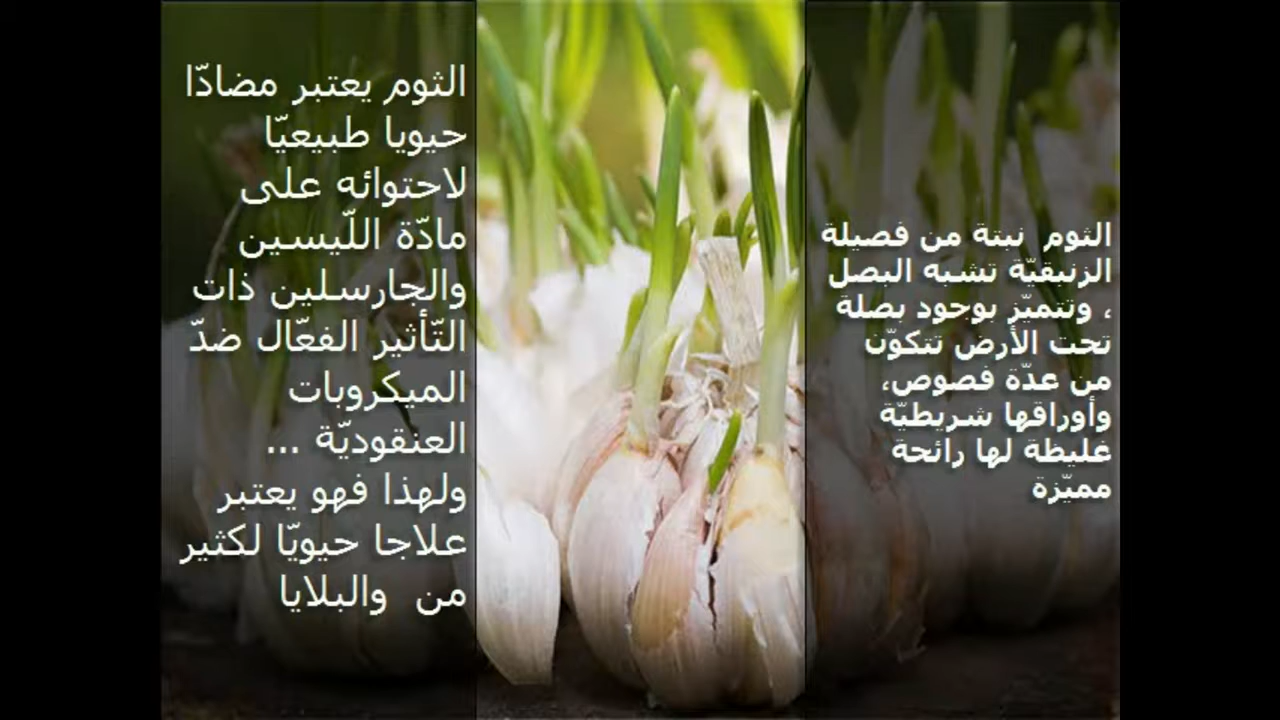 الثوم نبتة من فصيلة
الزنبقيّة تشبه البصل
، وتتميّز بوجود بصلة
تحت الأرض تتكوّن
من عدّة فصوص،
وأوراقها شريطيّة
غليظة لها رائحة
مميّزة
الثوم يعتبر مضادّا
حيويا طبيعيّا
لاحتوائه على
مادّة اللّيسين
والجارسلين ذات
التّأثير الفعّال ضدّ
الميكروبات
العنقوديّة ...
ولهذا فهو يعتبر
علاجا حيويّا لكثير
من والبلايا